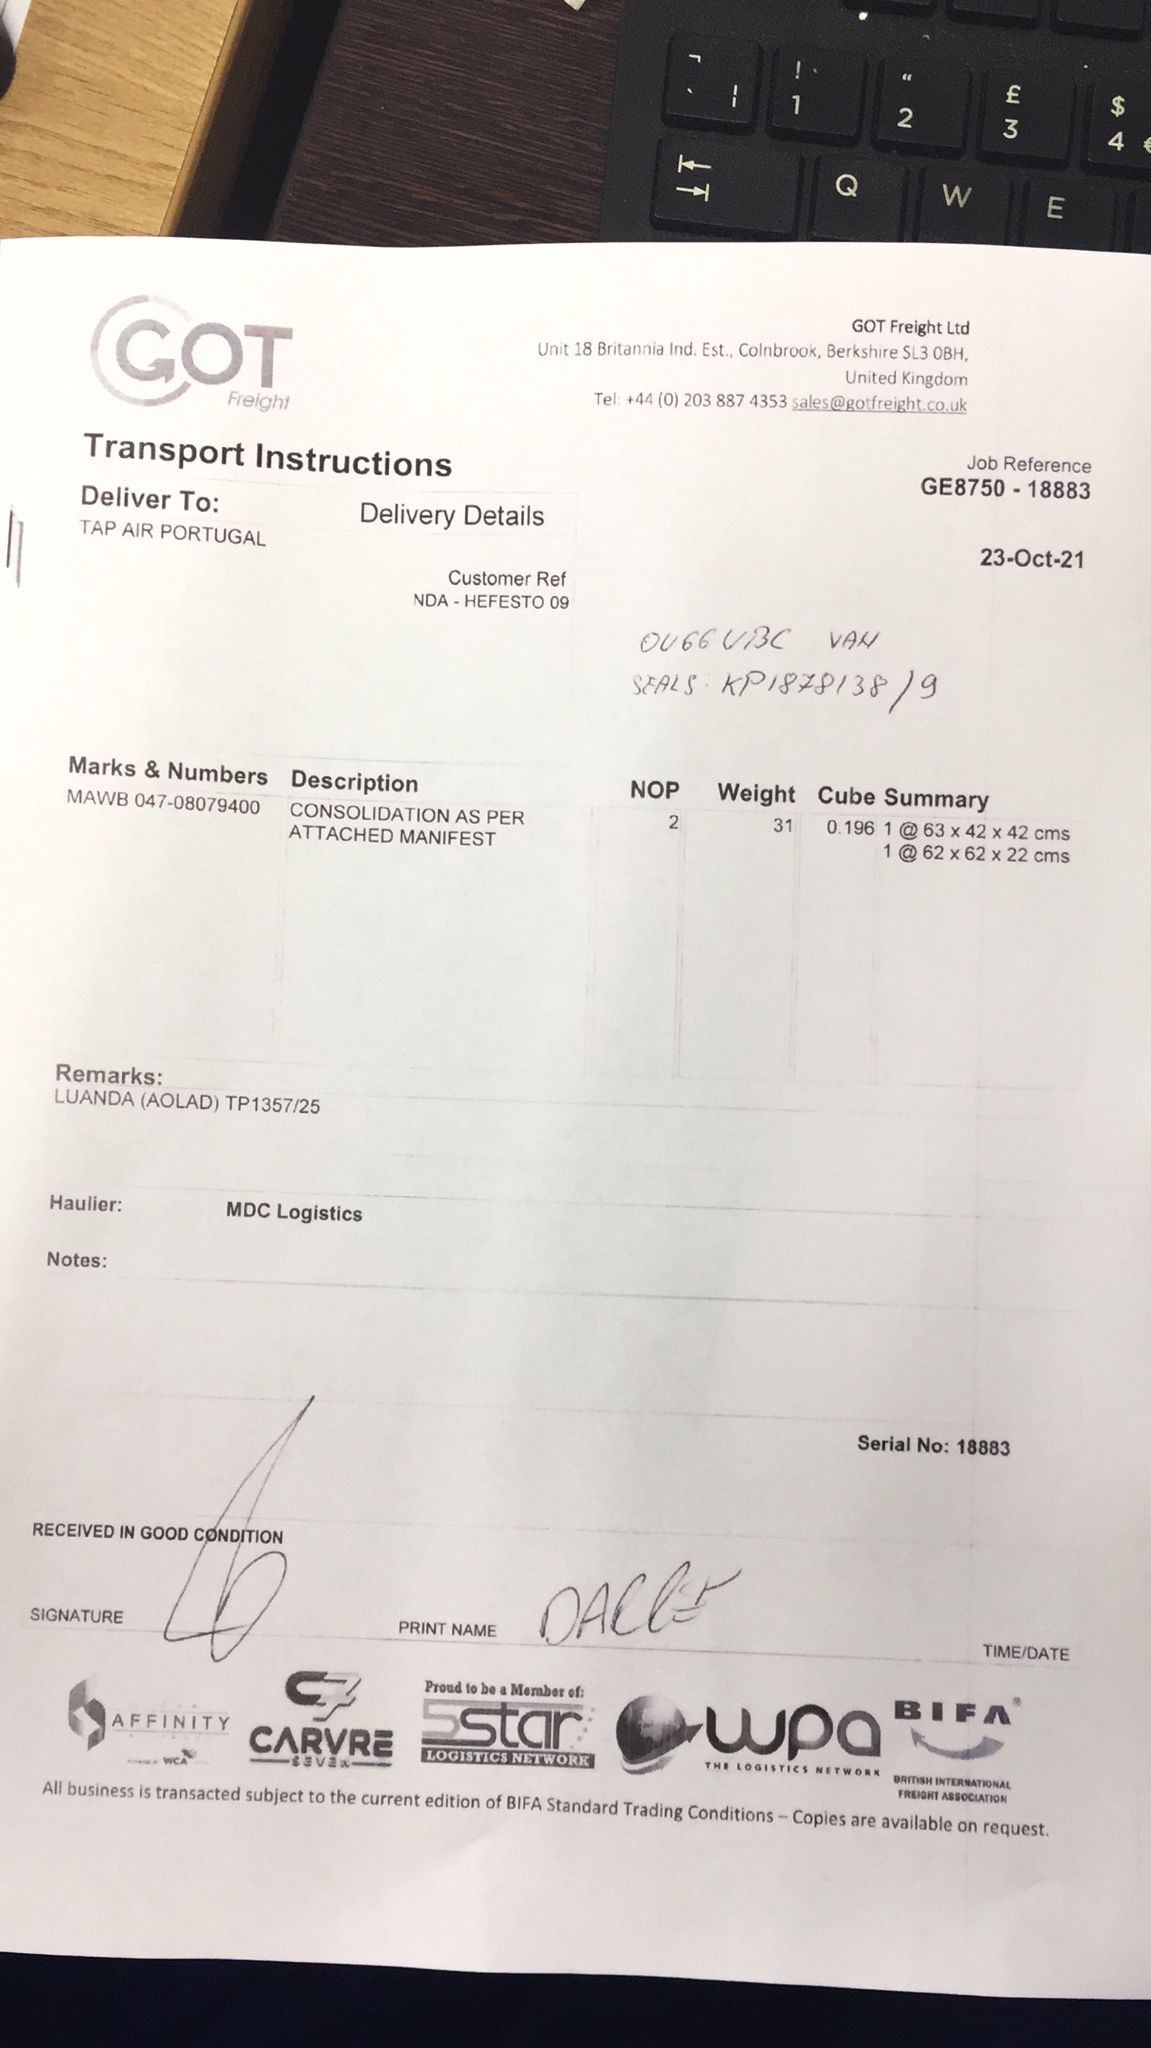 ¬
` ¦
! `
1
"
2
£
3
$
4 €
Q
W
E
GOT
Freight
GOT Freight Ltd
Unit 18 Britannia Ind. Est., Colnbrook, Berkshire SL3 0BH,
United Kingdom
Tel: +44 (0) 203 887 4353 sales@gotfreight.co.uk
Transport Instructions
Job Reference
GE8750 - 18883
Deliver To:
Delivery Details
TAP AIR PORTUGAL
23-Oct-21
Customer Ref
NDA - HEFESTO 09
OU66 UBC VAN
SEALS: KP1878138/9
Marks & Numbers Description NOP Weight Cube Summary
MAWB 047-08079400 CONSOLIDATION AS PER 2 31 0.196 1 @ 63 x 42 x 42 cms
ATTACHED MANIFEST 1 @ 62 x 62 x 22 cms
Remarks:
LUANDA (AOLAD) TP1357/25
Haulier: MDC Logistics
Notes:
Serial No: 18883
RECEIVED IN GOOD CONDITION
SIGNATURE
PRINT NAME
TIME/DATE
AFFINITY
WCA
C7
CARVRE
SEVEN
Proud to be a Member of:
5star
LOGISTICS NETWORK
wpa
THE LOGISTICS NETWORK
BIFA
BRITISH INTERNATIONAL
FREIGHT ASSOCIATION
All business is transacted subject to the current edition of BIFA Standard Trading Conditions – Copies are available on request.